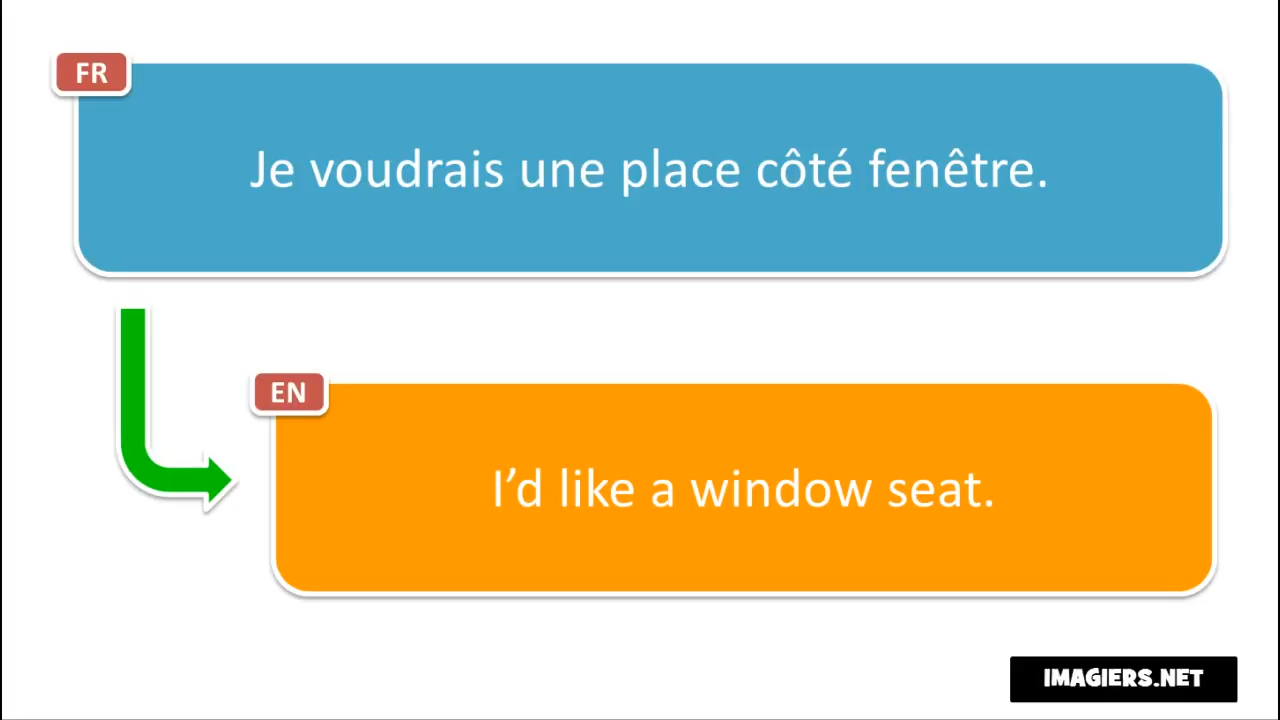 FR
Je voudrais une place côté fenêtre.
EN
I’d like a window seat.
IMAGIERS.NET